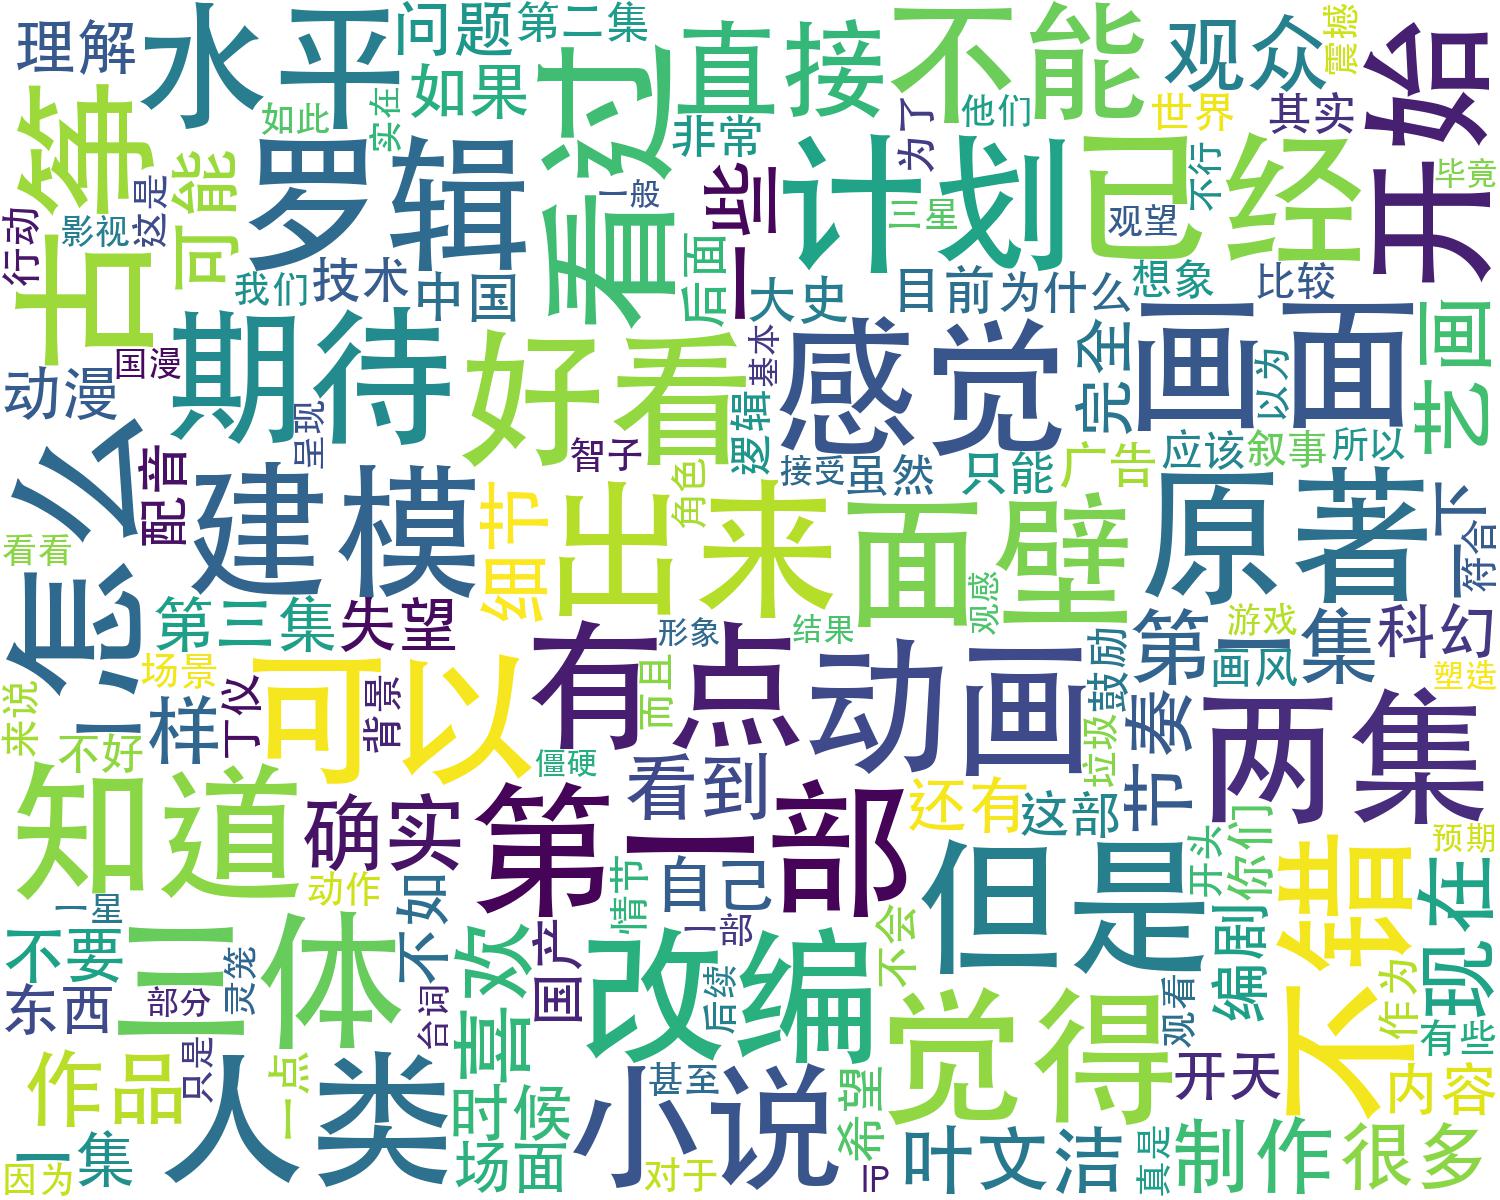 理解
水平
问题
第二集
看过
直接
不能
观众
震撼
开始
古筝
如此
实在
如果
非常
为了
他们
世界
其实
可能
这是
影视
行动
罗辑
一般
一些
计划
三星
已经
不行
观望
毕竟
我们
技术
中国
后面
大史
目前
为什么
想象
比较
国漫
动漫
期待
呈现
好看
基本
感觉
完全
画面
以为
艺画
怎么
配音
建模
智子
逻辑
接受
虽然
只能
广告
应该
叙事
所以
看看
细节
出来
角色
面壁
观感
原著
一下
符合
第三集
失望
形象
结果
鼓励
第一集
游戏
画风
科幻
塑造
来说
场景
一样
丁仪
可以
背景
有点
而且
动画
垃圾
节奏
两集
不好
僵硬
知道
确实
第一部
看到
还有
这部
开头
你们
不错
预期
现在
动作
不如
情节
自己
但是
一星
不要
三体
灵笼
喜欢
国产
改编
一部
后续
不会
编剧
作为
东西
部分
台词
觉得
观看
有些
作品
只是
人类
一点
时候
小说
甚至
希望
开天
内容
因为
一集
场面
对于
IP
叶文洁
真是
制作
很多